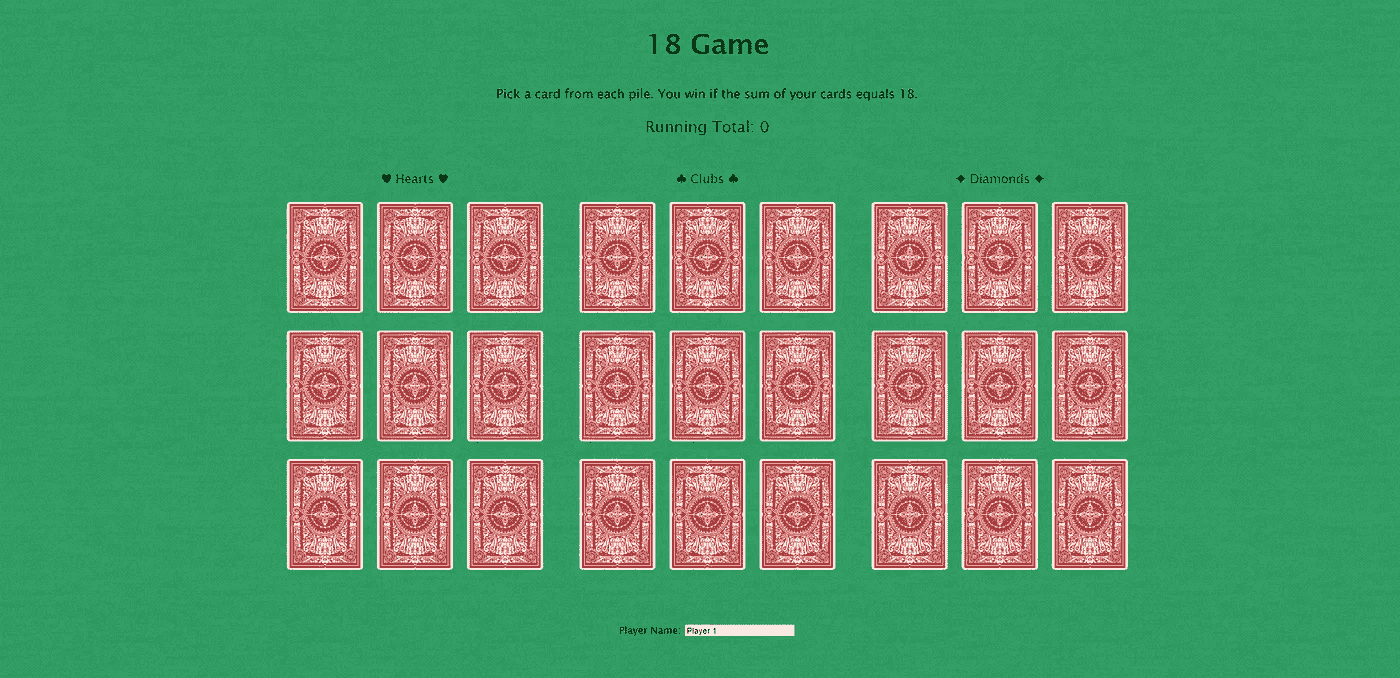 18 Game
Pick a card from each pile. You win if the sum of your cards equals 18.
Running Total: 0
♥ Hearts ♥
♠ Clubs ♠
♦ Diamonds ♦
Player Name: Player 1